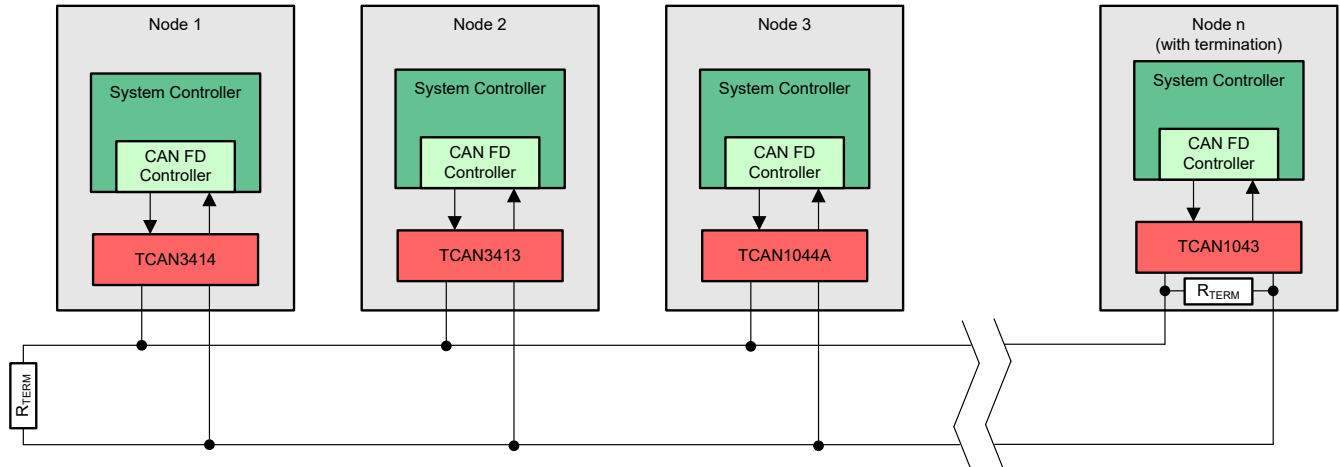 Node 1
System Controller
CAN FD
Controller
TCAN3414
Node 2
System Controller
CAN FD
Controller
TCAN3413
Node 3
System Controller
CAN FD
Controller
TCAN1044A
Node n
(with termination)
System Controller
CAN FD
Controller
TCAN1043
RTERM
RTERM